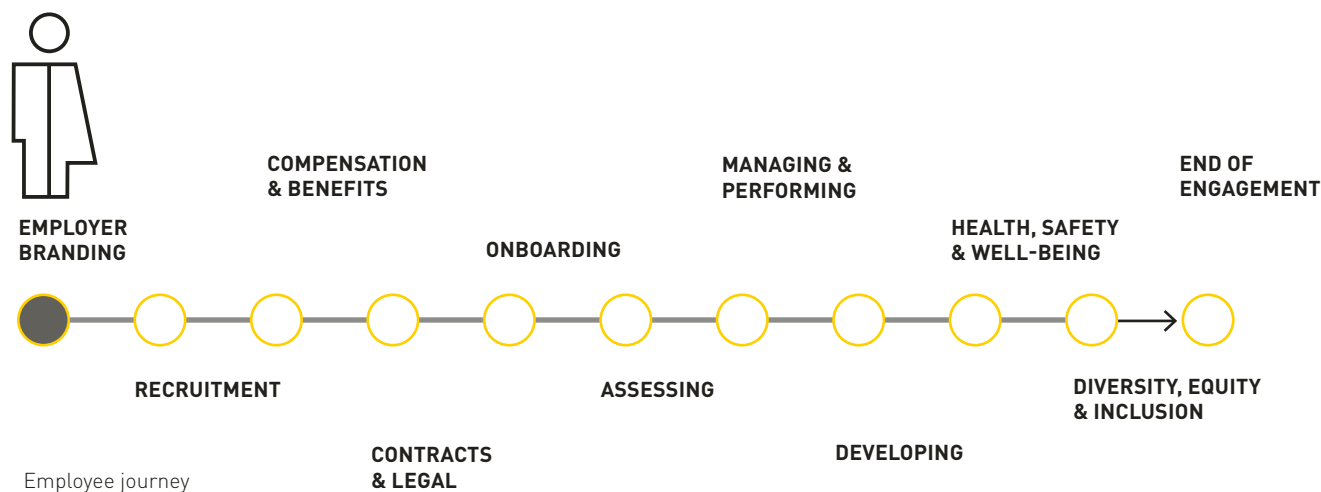 COMPENSATION
& BENEFITS
MANAGING &
PERFORMING
END OF
ENGAGEMENT
EMPLOYER
BRANDING
ONBOARDING
HEALTH, SAFETY
& WELL-BEING
RECRUITMENT
ASSESSING
DIVERSITY, EQUITY
& INCLUSION
CONTRACTS
& LEGAL
DEVELOPING
Employee journey